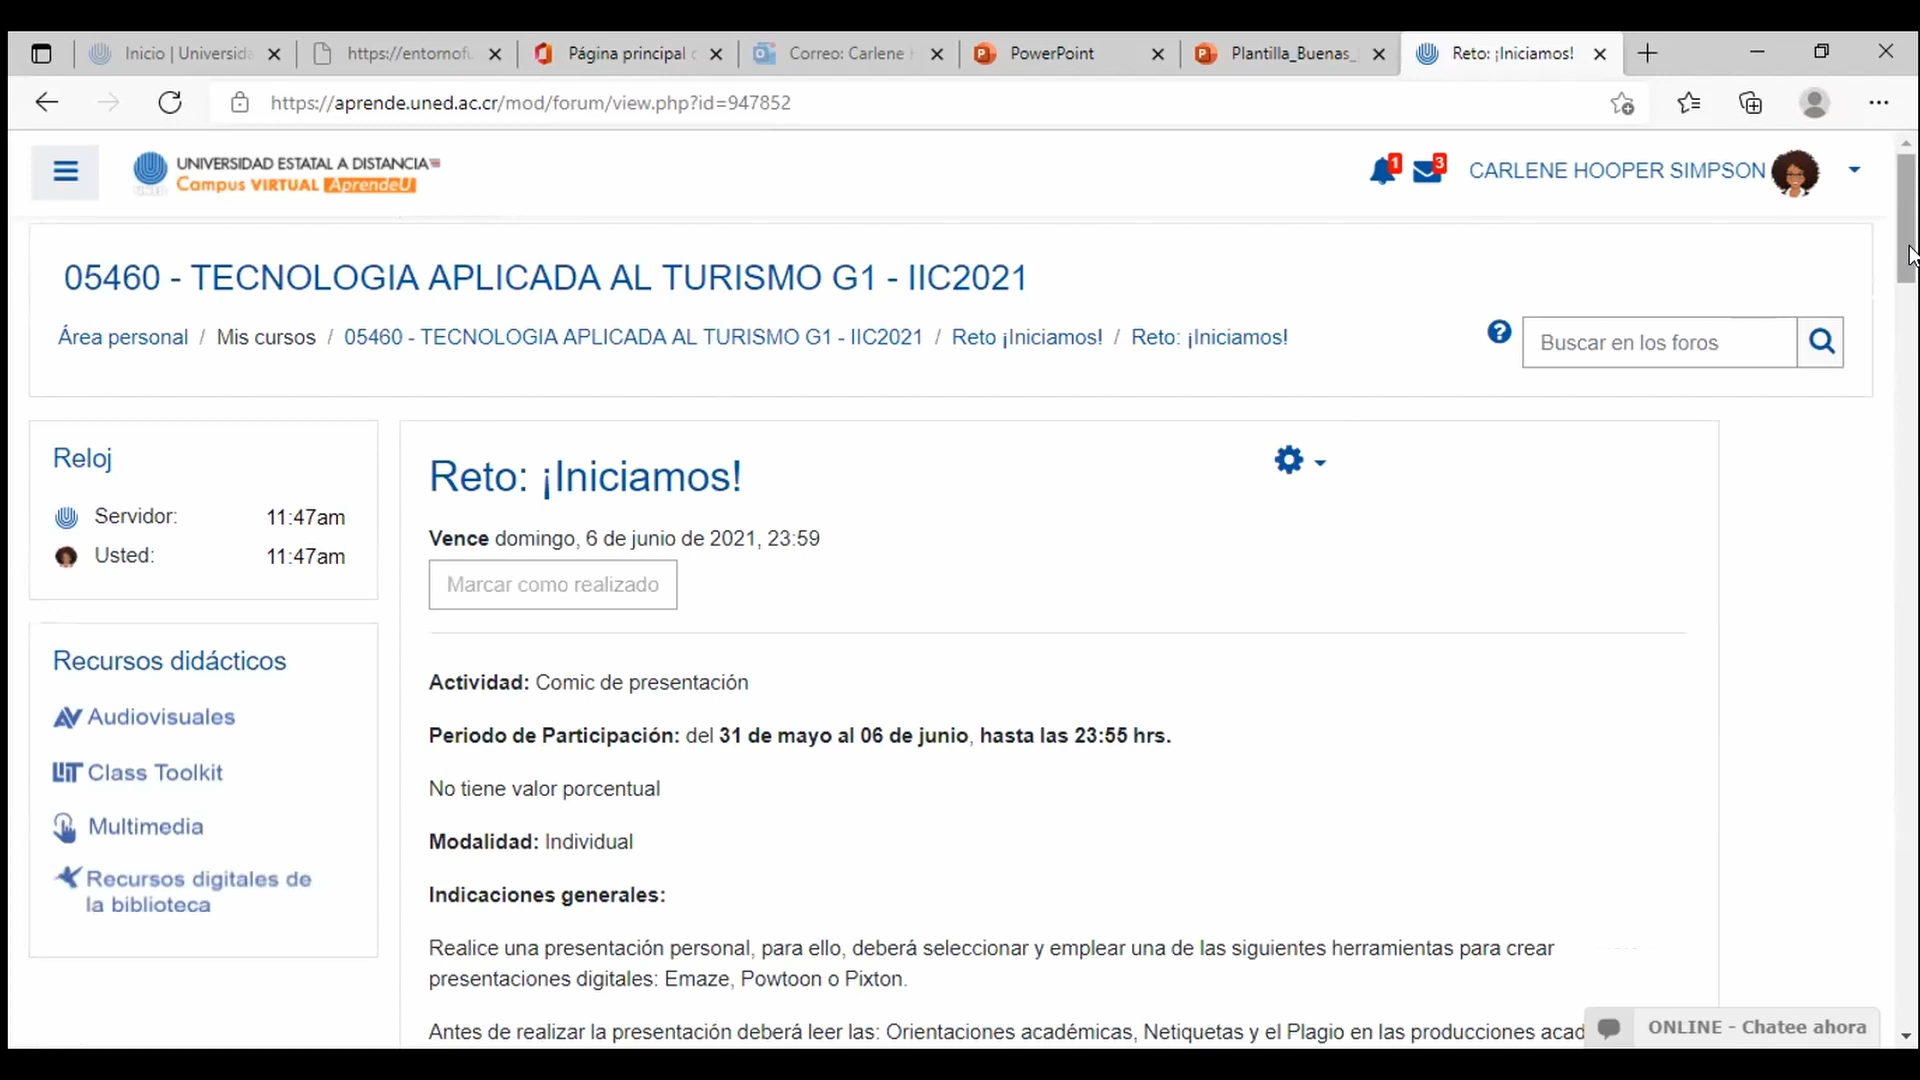 Inicio | Universida
https://entornofu
Página principal
Correo: Carlene
PowerPoint
Plantilla_Buenas_
Reto: ¡Iniciamos!
https://aprende.uned.ac.cr/mod/forum/view.php?id=947852
UNIVERSIDAD ESTATAL A DISTANCIA
Campus VIRTUAL AprendeU
1
3
CARLENE HOOPER SIMPSON
05460 - TECNOLOGIA APLICADA AL TURISMO G1 - IIC2021
Área personal / Mis cursos / 05460 - TECNOLOGIA APLICADA AL TURISMO G1 - IIC2021 / Reto ¡Iniciamos! / Reto: ¡Iniciamos!
Buscar en los foros
Reloj
Servidor: 11:47am
Usted: 11:47am
Recursos didácticos
Audiovisuales
Class Toolkit
Multimedia
Recursos digitales de
la biblioteca
Reto: ¡Iniciamos!
Vence domingo, 6 de junio de 2021, 23:59
Marcar como realizado
Actividad: Comic de presentación
Periodo de Participación: del 31 de mayo al 06 de junio, hasta las 23:55 hrs.
No tiene valor porcentual
Modalidad: Individual
Indicaciones generales:
Realice una presentación personal, para ello, deberá seleccionar y emplear una de las siguientes herramientas para crear
presentaciones digitales: Emaze, Powtoon o Pixton.
Antes de realizar la presentación deberá leer las: Orientaciones académicas, Netiquetas y el Plagio en las producciones acad
ONLINE - Chatee ahora